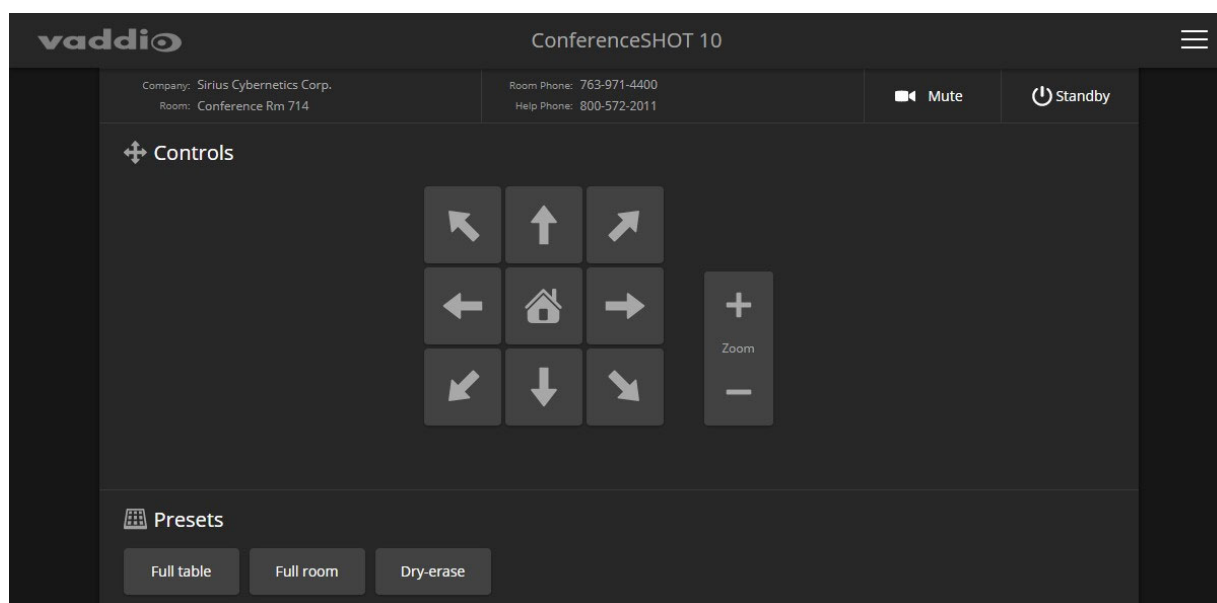 vaddio
ConferenceSHOT 10
Company: Sirius Cybernetics Corp.
Room: Conference Rm 714
Room Phone: 763-971-4400
Help Phone: 800-572-2011
Mute
Standby
Controls
Zoom
Presets
Full table
Full room
Dry-erase